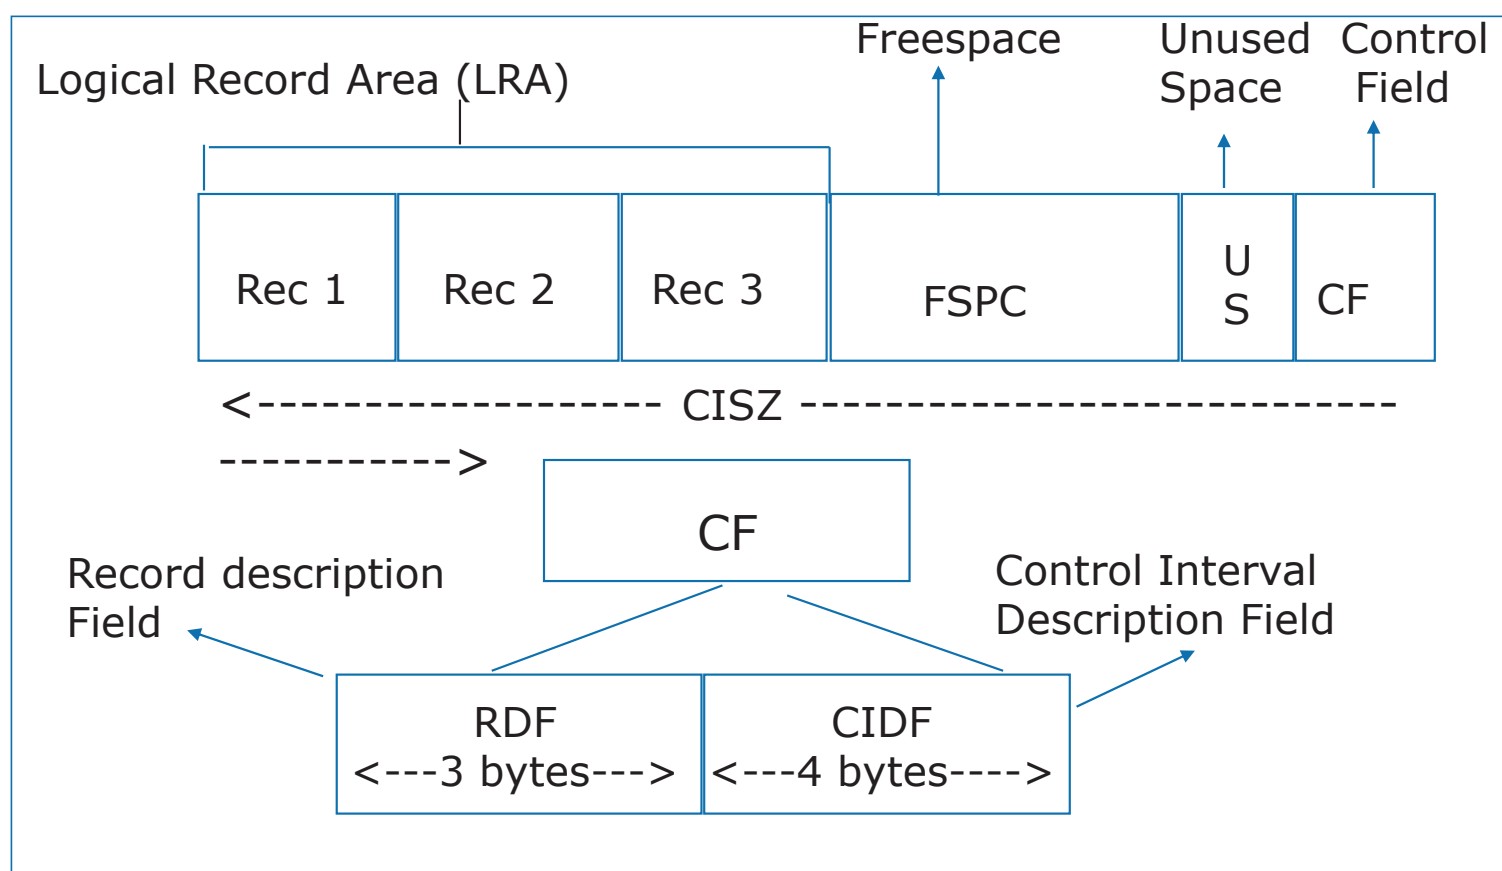 Freespace
Unused Control
Space Field
Logical Record Area (LRA)
Rec 1 Rec 2 Rec 3 FSPC U CF
S
<------------------- CISZ ----------------------------
----------->
CF
Record description
Field
Control Interval
Description Field
RDF CIDF
<---3 bytes---> <---4 bytes---->